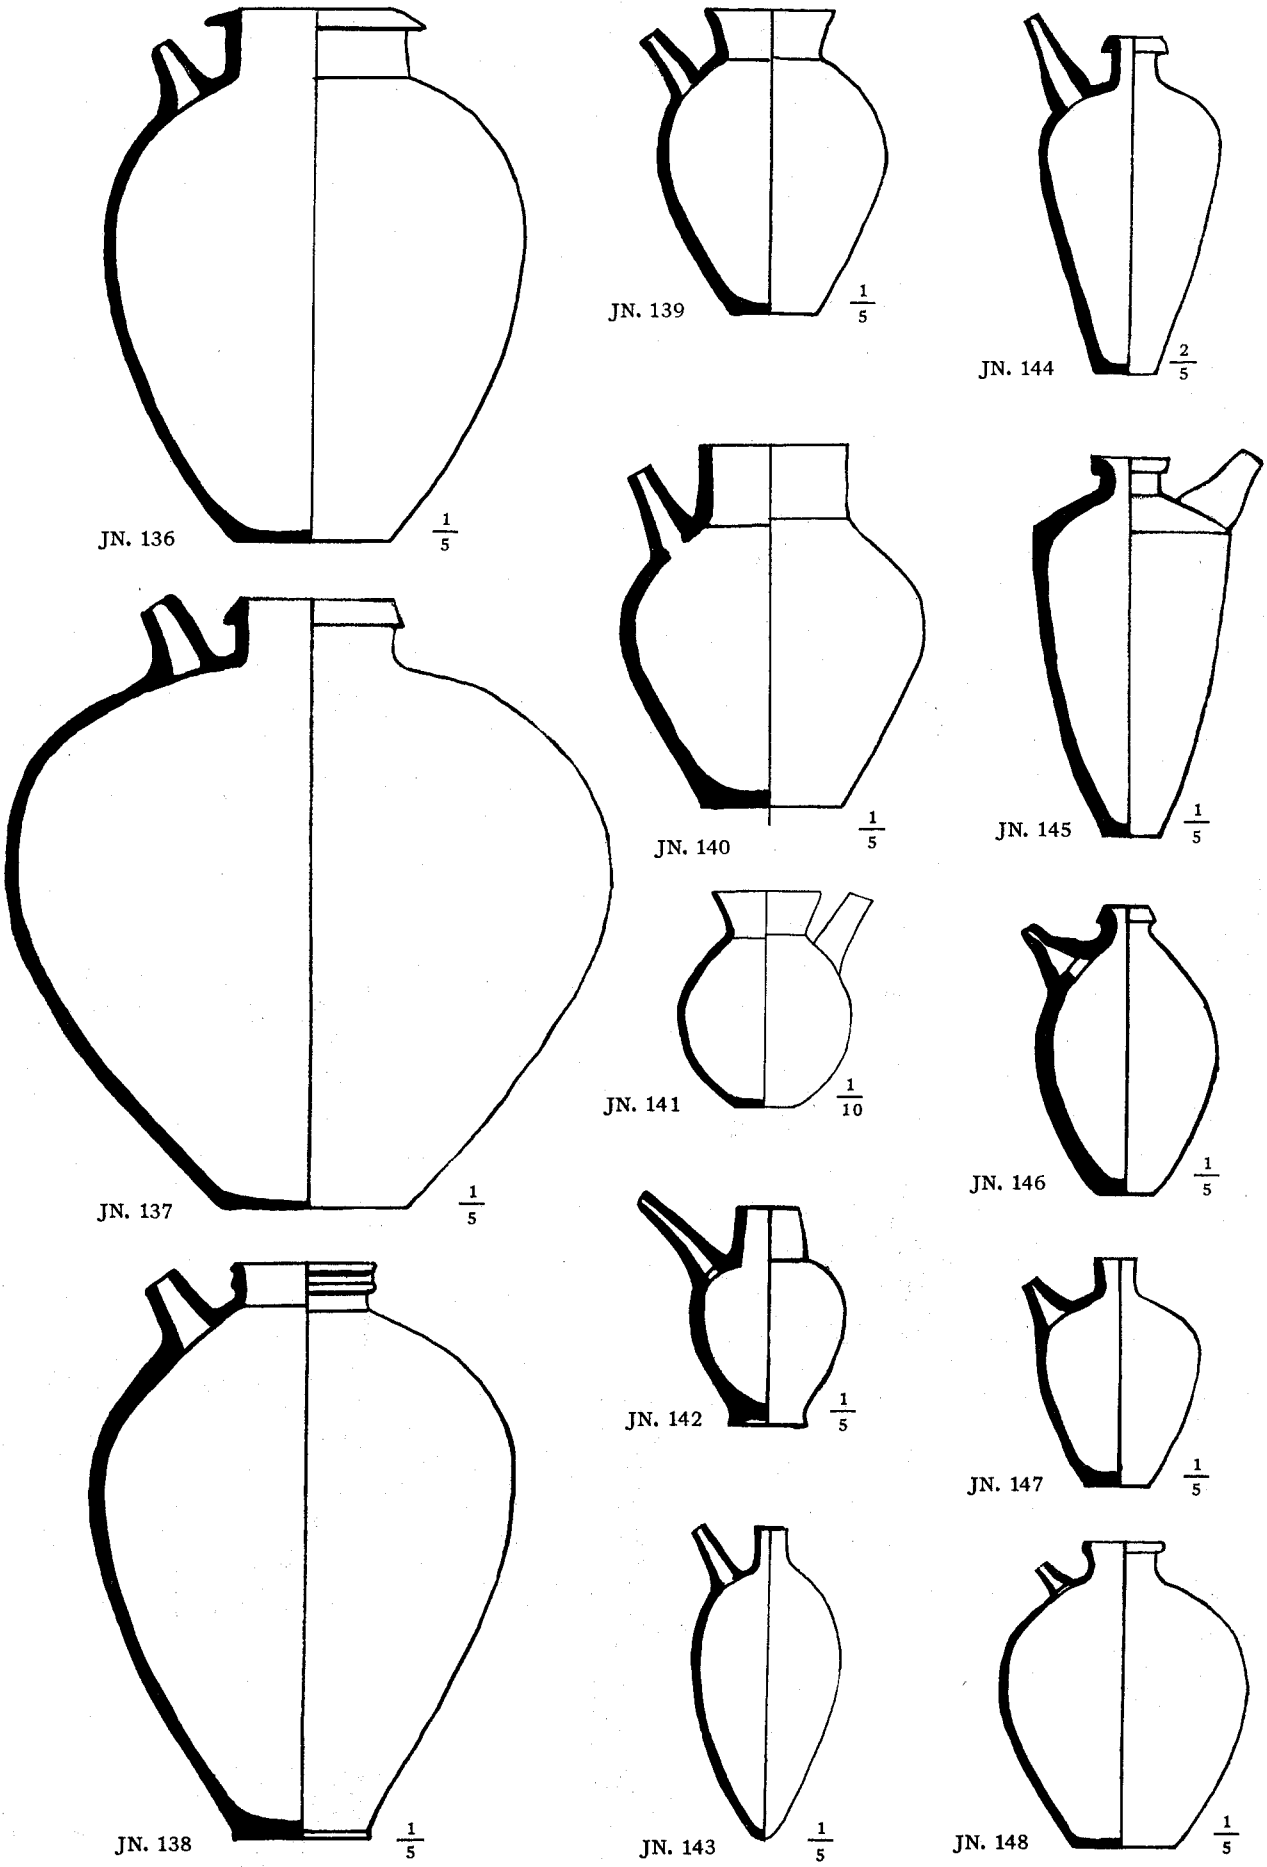 JN. 136 1/5
JN. 137 1/5
JN. 138 1/5
JN. 139 1/5
JN. 140 1/5
JN. 141 1/10
JN. 142 1/5
JN. 143 1/5
JN. 144 2/5
JN. 145 1/5
JN. 146 1/5
JN. 147 1/5
JN. 148 1/5